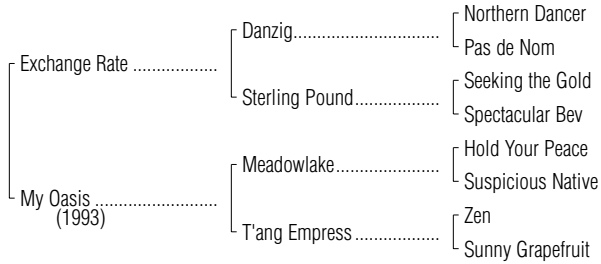 Northern Dancer
Danzig..............................
Pas de Nom
Exchange Rate .................
Seeking the Gold
Sterling Pound.................
Spectacular Bev
Hold Your Peace
Meadowlake.....................
Suspicious Native
My Oasis .........................
(1993)
Zen
T'ang Empress .................
Sunny Grapefruit